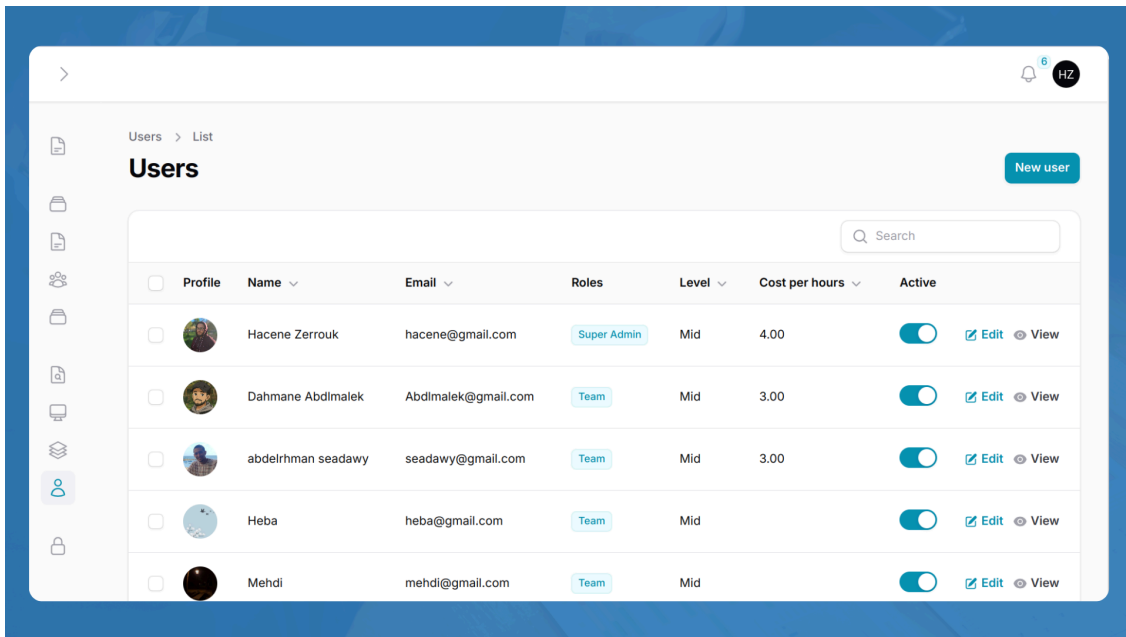 6
HZ
Users > List
Users
New user
Search
Profile Name Email Roles Level Cost per hours Active
Hacene Zerrouk hacene@gmail.com Super Admin Mid 4.00 Edit View
Dahmane Abdlmalek Abdlmalek@gmail.com Team Mid 3.00 Edit View
abdelrhman seadawy seadawy@gmail.com Team Mid 3.00 Edit View
Heba heba@gmail.com Team Mid Edit View
Mehdi mehdi@gmail.com Team Mid Edit View